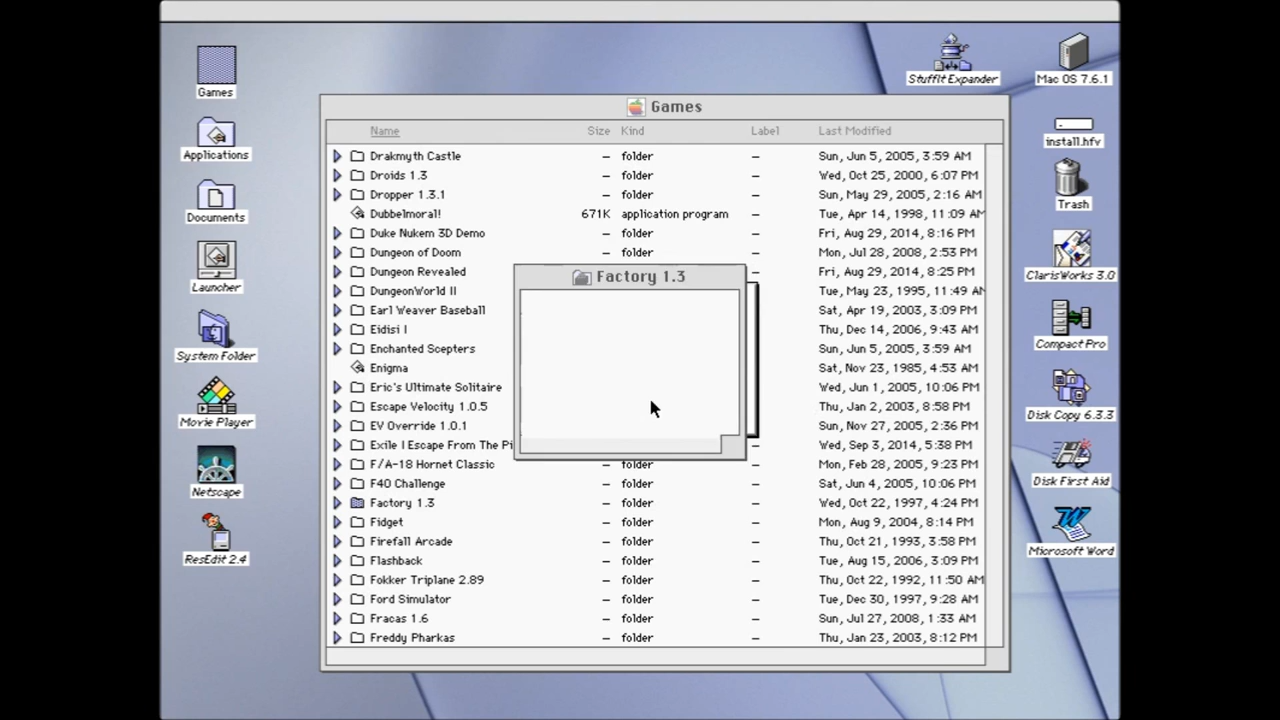 Games
Applications
Documents
Launcher
System Folder
Movie Player
Netscape
ResEdit 2.4
StuffIt Expander
Mac OS 7.6.1
install.hfv
Trash
ClarisWorks 3.0
Compact Pro
Disk Copy 6.3.3
Disk First Aid
Microsoft Word
Games
Name Size Kind Label Last Modified
Drakmyth Castle – folder – Sun, Jun 5, 2005, 3:59 AM
Droids 1.3 – folder – Wed, Oct 25, 2000, 6:07 PM
Dropper 1.3.1 – folder – Sun, May 29, 2005, 2:16 AM
Dubbelmoral! 671K application program – Tue, Apr 14, 1998, 11:09 AM
Duke Nukem 3D Demo – folder – Fri, Aug 29, 2014, 8:16 PM
Dungeon of Doom – folder – Mon, Jul 28, 2008, 2:53 PM
Dungeon Revealed Fri, Aug 29, 2014, 8:25 PM
DungeonWorld II Tue, May 23, 1995, 11:49 AM
Earl Weaver Baseball Sat, Apr 19, 2003, 3:09 PM
Eidisi I Thu, Dec 14, 2006, 9:43 AM
Enchanted Scepters Sun, Jun 5, 2005, 3:59 AM
Enigma Sat, Nov 23, 1985, 4:53 AM
Eric's Ultimate Solitaire Wed, Jun 1, 2005, 10:06 PM
Escape Velocity 1.0.5 Thu, Jan 2, 2003, 8:58 PM
EV Override 1.0.1 Sun, Nov 27, 2005, 2:36 PM
Exile I Escape From The Pi – Wed, Sep 3, 2014, 5:38 PM
F/A-18 Hornet Classic – folder – Mon, Feb 28, 2005, 9:23 PM
F40 Challenge – folder – Sat, Jun 4, 2005, 10:06 PM
Factory 1.3 – folder – Wed, Oct 22, 1997, 4:24 PM
Fidget – folder – Mon, Aug 9, 2004, 8:14 PM
Firefall Arcade – folder – Thu, Oct 21, 1993, 3:58 PM
Flashback – folder – Tue, Aug 15, 2006, 3:09 PM
Fokker Triplane 2.89 – folder – Thu, Oct 22, 1992, 11:50 AM
Ford Simulator – folder – Tue, Dec 30, 1997, 9:28 AM
Fracas 1.6 – folder – Sun, Jul 27, 2008, 1:33 AM
Freddy Pharkas – folder – Thu, Jan 23, 2003, 8:12 PM
Factory 1.3